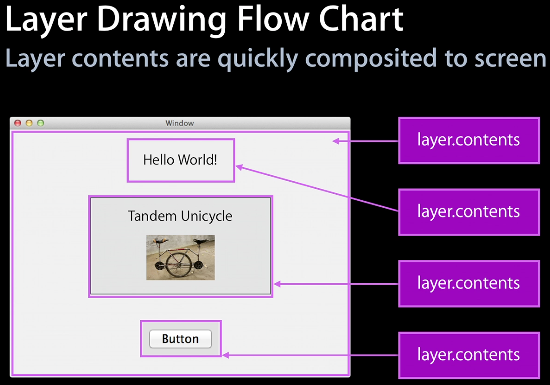 Layer Drawing Flow Chart
Layer contents are quickly composited to screen
Window
layer.contents
Hello World!
layer.contents
Tandem Unicycle
layer.contents
Button
layer.contents